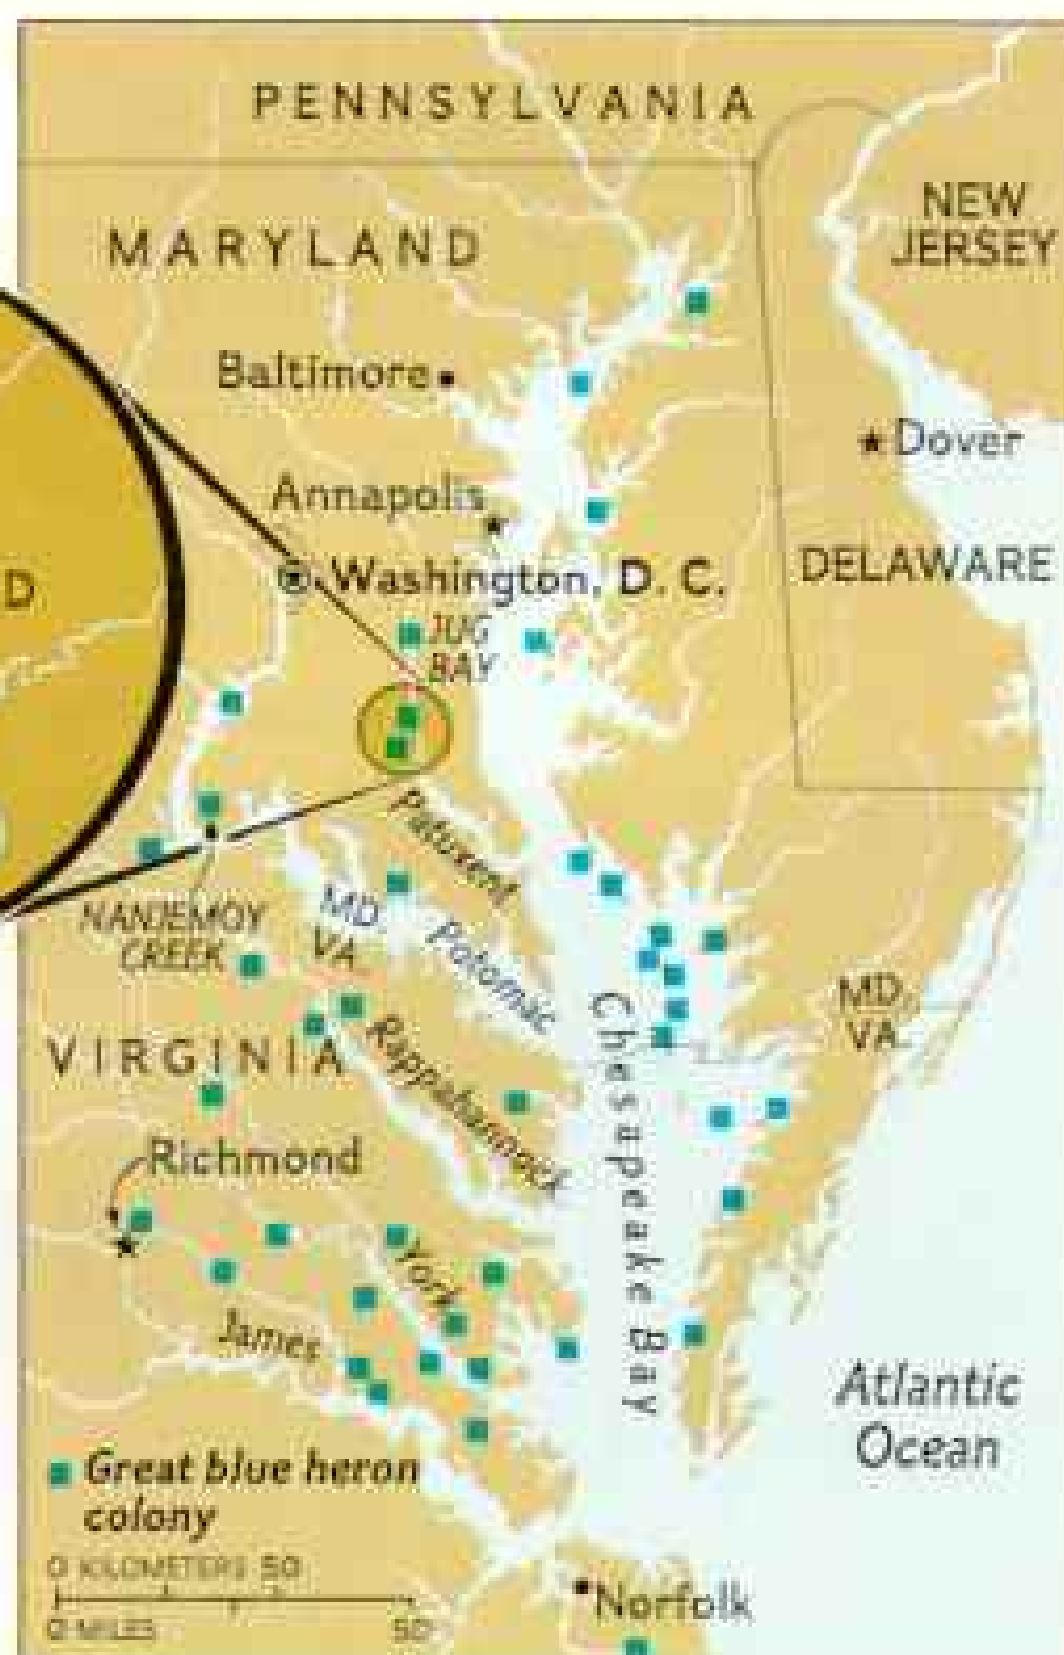 PENNSYLVANIA
NEW
JERSEY
MARYLAND
Baltimore
Dover
Annapolis
DELAWARE
Washington, D. C.
D
JUG
BAY
Patuxent
MD.
VA.
NANJEMOY
CREEK
Potomac
MD.
VA.
Chesapeake Bay
VIRGINIA
Rappahannock
Richmond
York
James
Atlantic
Ocean
Great blue heron
colony
0 KILOMETERS 50
0 MILES 50
Norfolk